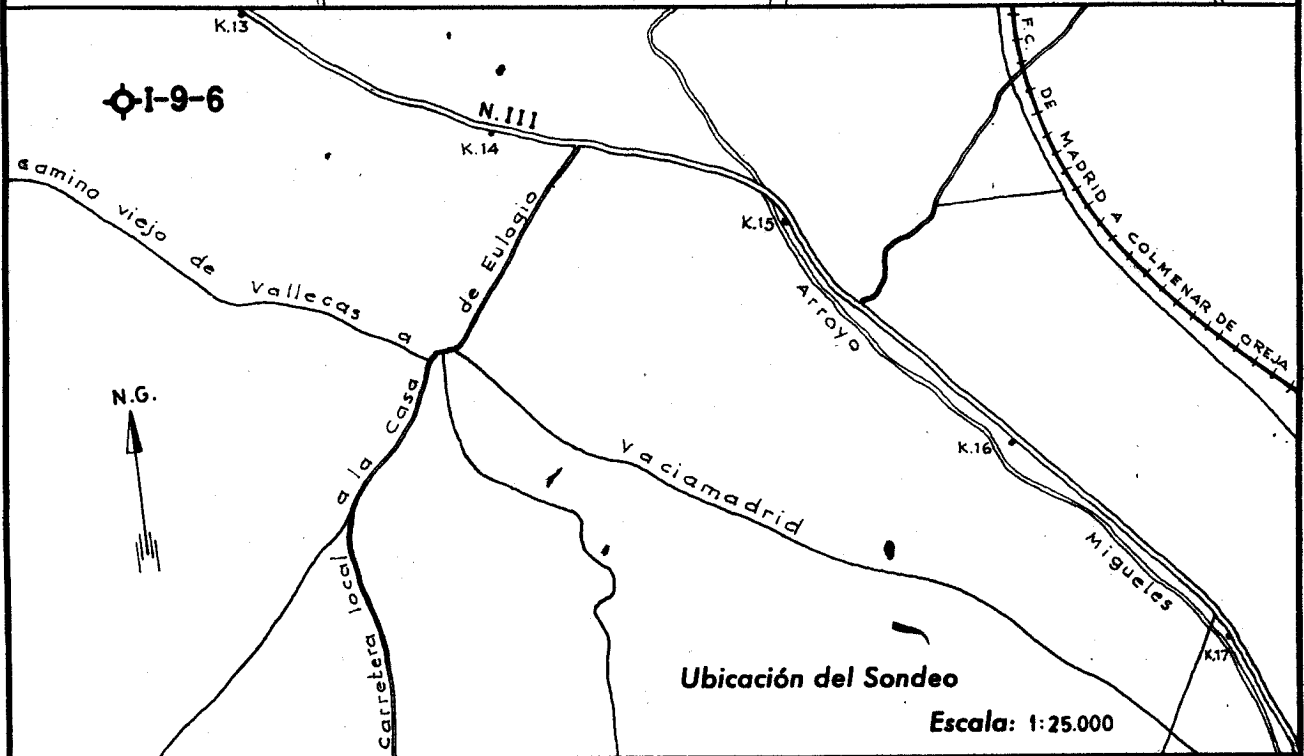 K.13
I-9-6
N.III
K.14
F.C. DE MADRID A COLMENAR DE OREJA
camino viejo de Vallecas a Vaciamadrid
K.15
Arroyo Migueles
carretera local a la Casa de Eulogio
N.G.
K.16
K.17
Ubicación del Sondeo
Escala: 1:25.000